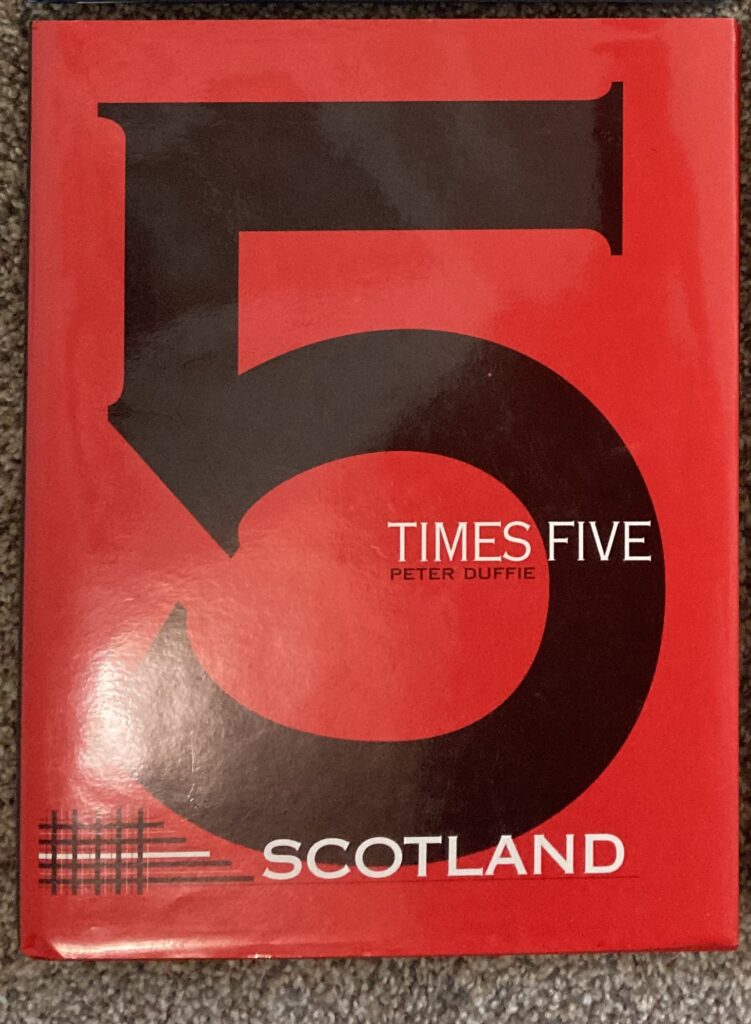 5
TIMES FIVE
PETER DUFFIE
SCOTLAND